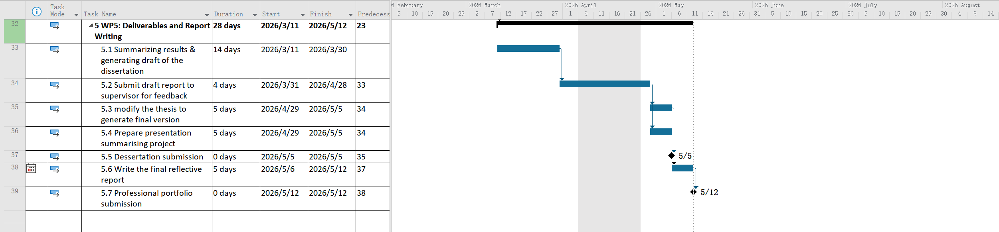 6 February 2026 March 2026 April 2026 May 2026 June 2026 July 2026 August
Task
Mode Task Name Duration Start Finish Predecess
5 10 15 20 25 2 7 12 17 22 27 1 6 11 16 21 26 1 6 11 16 21 26 31 5 10 15 20 25 30 5 10 15 20 25 30 4 9 14
32 5 WP5: Deliverables and Report 28 days 2026/3/11 2026/5/12 23
Writing
33 5.1 Summarizing results & 14 days 2026/3/11 2026/3/30
generating draft of the
dissertation
34 5.2 Submit draft report to 4 days 2026/3/31 2026/4/28 33
supervisor for feedback
35 5.3 modify the thesis to 5 days 2026/4/29 2026/5/5 34
generate final version
36 5.4 Prepare presentation 5 days 2026/4/29 2026/5/5 34
summarising project
37 5.5 Dessertation submission 0 days 2026/5/5 2026/5/5 35 5/5
38 5.6 Write the final reflective 5 days 2026/5/6 2026/5/12 37
report
39 5.7 Professional portfolio 0 days 2026/5/12 2026/5/12 38 5/12
submission